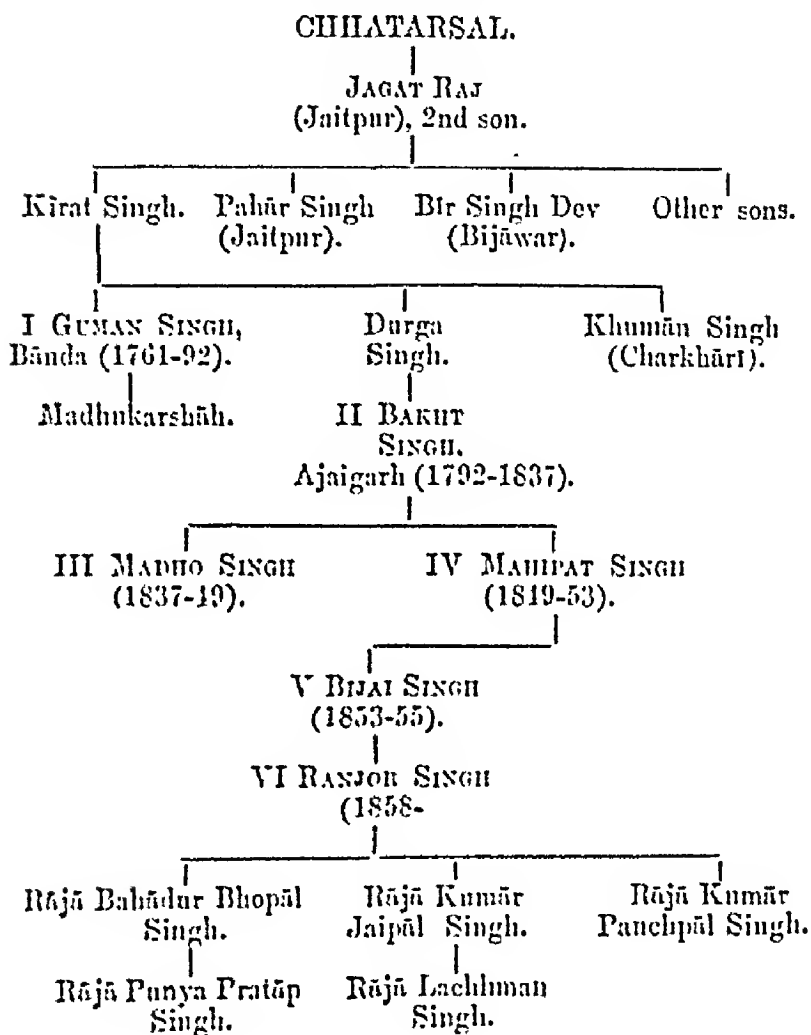 CHHATARSAL.
JAGAT RAJ
(Jaitpur), 2nd son.
Kīrat Singh. Pahār Singh Bīr Singh Dev Other sons.
(Jaitpur). (Bijāwar).
I GUMAN SINGH, Durga Khumān Singh
Bānda (1761-92). Singh. (Charkhārī).
Madhukarshāh. II BAKHT
SINGH.
Ajaigarh (1792-1837).
III MADHO SINGH IV MAHIPAT SINGH
(1837-49). (1849-53).
V BIJAI SINGH
(1853-55).
VI RANJOR SINGH
(1858-
Rājā Bahādur Bhopāl Rājā Kumār Rājā Kumār
Singh. Jaipāl Singh. Panchpāl Singh.
Rājā Punya Pratāp Rājā Lachhman
Singh. Singh.